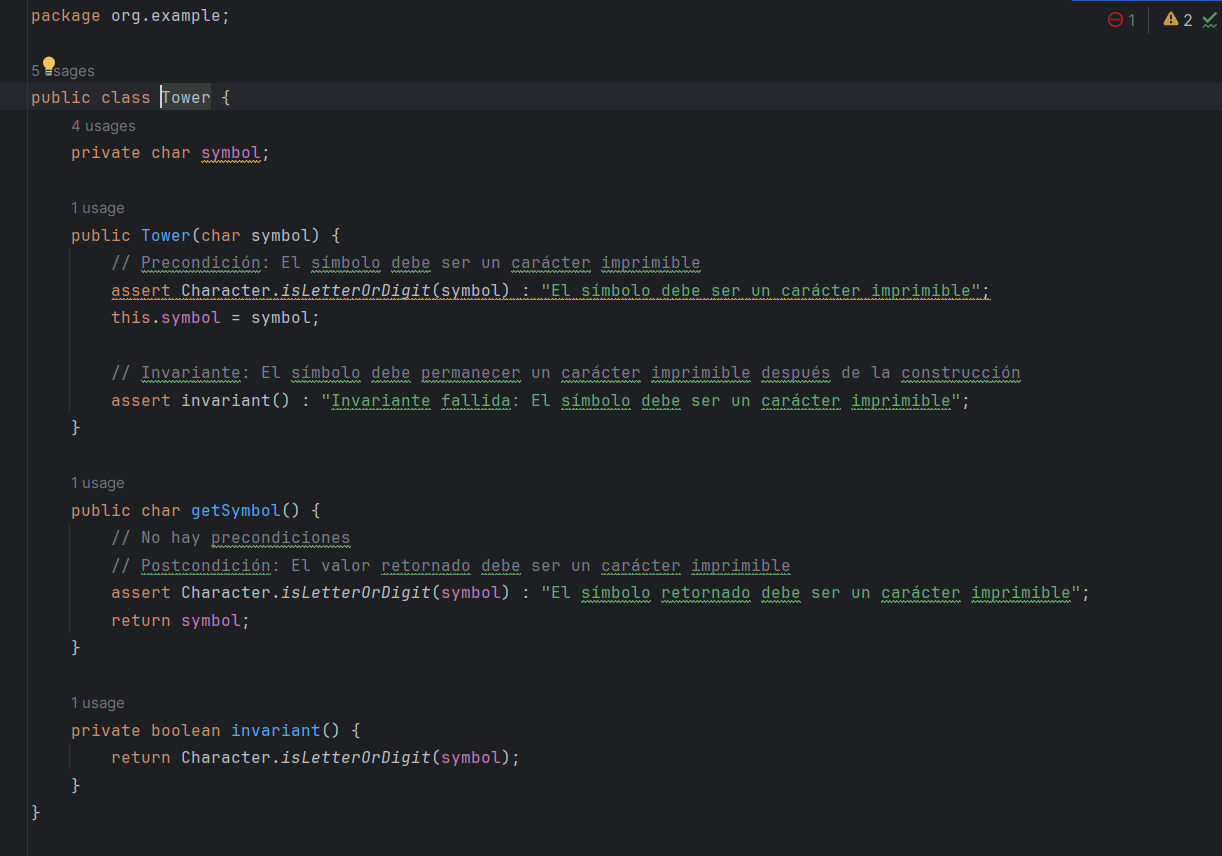 package org.example;
1
2
5 usages
public class Tower {
4 usages
private char symbol;
1 usage
public Tower(char symbol) {
// Precondición: El símbolo debe ser un carácter imprimible
assert Character.isLetterOrDigit(symbol) : "El símbolo debe ser un carácter imprimible";
this.symbol = symbol;
// Invariante: El símbolo debe permanecer un carácter imprimible después de la construcción
assert invariant() : "Invariante fallida: El símbolo debe ser un carácter imprimible";
}
1 usage
public char getSymbol() {
// No hay precondiciones
// Postcondición: El valor retornado debe ser un carácter imprimible
assert Character.isLetterOrDigit(symbol) : "El símbolo retornado debe ser un carácter imprimible";
return symbol;
}
1 usage
private boolean invariant() {
return Character.isLetterOrDigit(symbol);
}
}